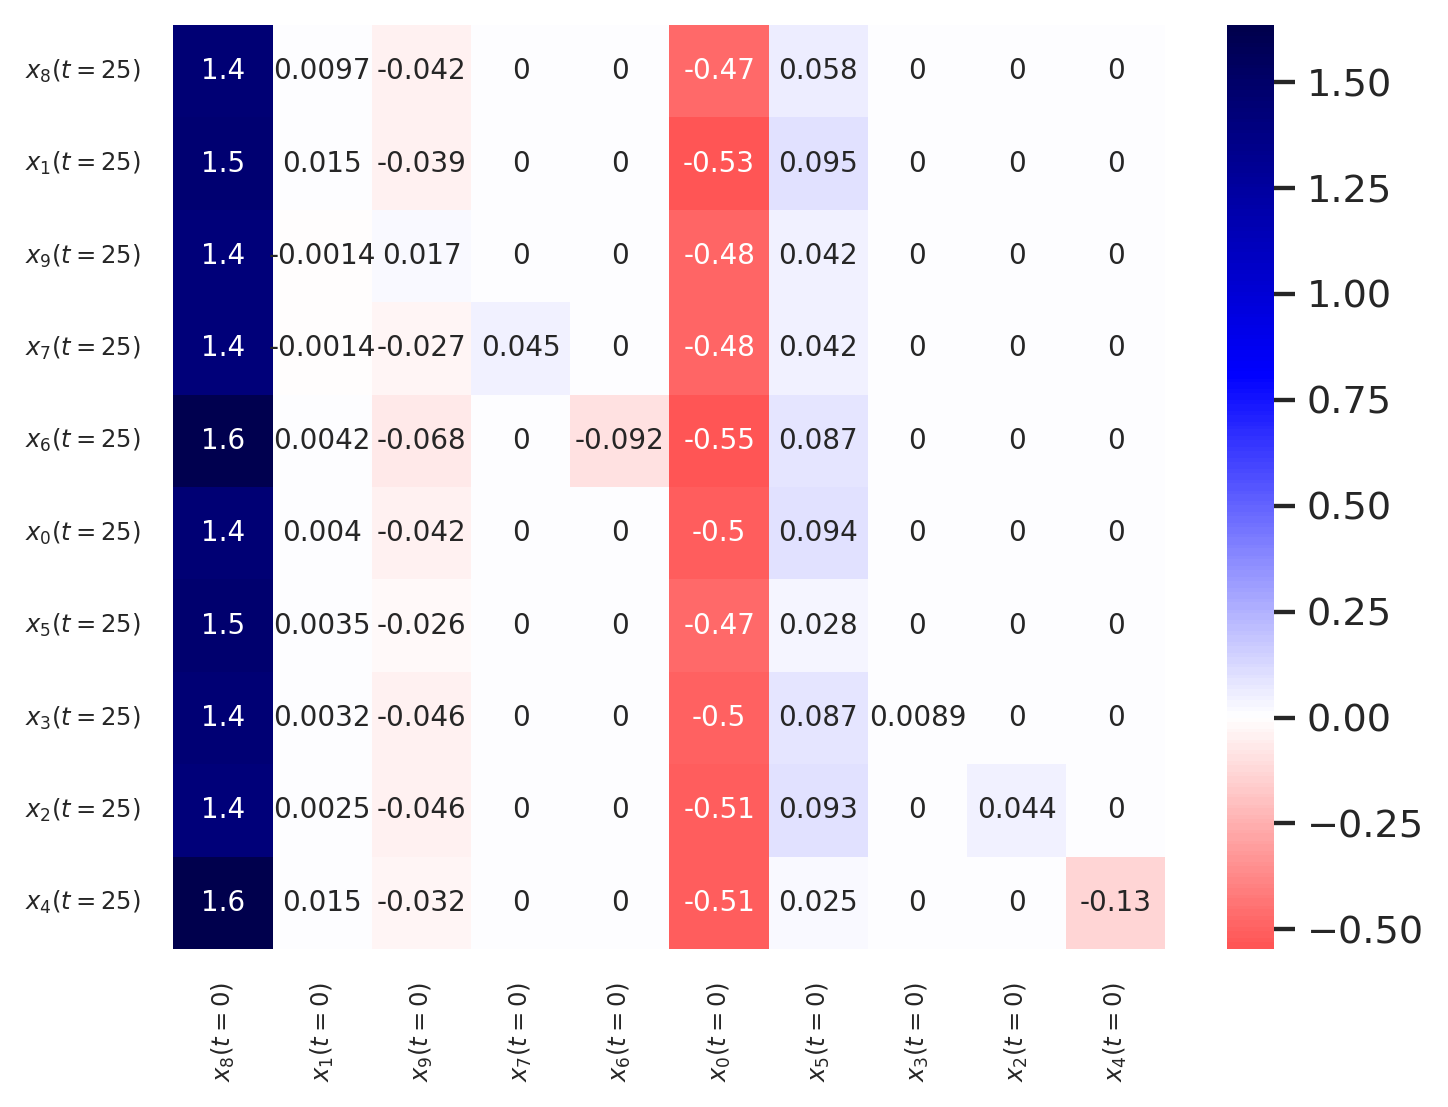 x₈(t = 25) 1.4 0.0097 -0.042 0 0 -0.47 0.058 0 0 0
x₁(t = 25) 1.5 0.015 -0.039 0 0 -0.53 0.095 0 0 0
x₉(t = 25) 1.4 -0.0014 0.017 0 0 -0.48 0.042 0 0 0
x₇(t = 25) 1.4 -0.0014 -0.027 0.045 0 -0.48 0.042 0 0 0
x₆(t = 25) 1.6 0.0042 -0.068 0 -0.092 -0.55 0.087 0 0 0
x₀(t = 25) 1.4 0.004 -0.042 0 0 -0.5 0.094 0 0 0
x₅(t = 25) 1.5 0.0035 -0.026 0 0 -0.47 0.028 0 0 0
x₃(t = 25) 1.4 0.0032 -0.046 0 0 -0.5 0.087 0.0089 0 0
x₂(t = 25) 1.4 0.0025 -0.046 0 0 -0.51 0.093 0 0.044 0
x₄(t = 25) 1.6 0.015 -0.032 0 0 -0.51 0.025 0 0 -0.13
x₈(t = 0)
x₁(t = 0)
x₉(t = 0)
x₇(t = 0)
x₆(t = 0)
x₀(t = 0)
x₅(t = 0)
x₃(t = 0)
x₂(t = 0)
x₄(t = 0)
1.50
1.25
1.00
0.75
0.50
0.25
0.00
−0.25
−0.50